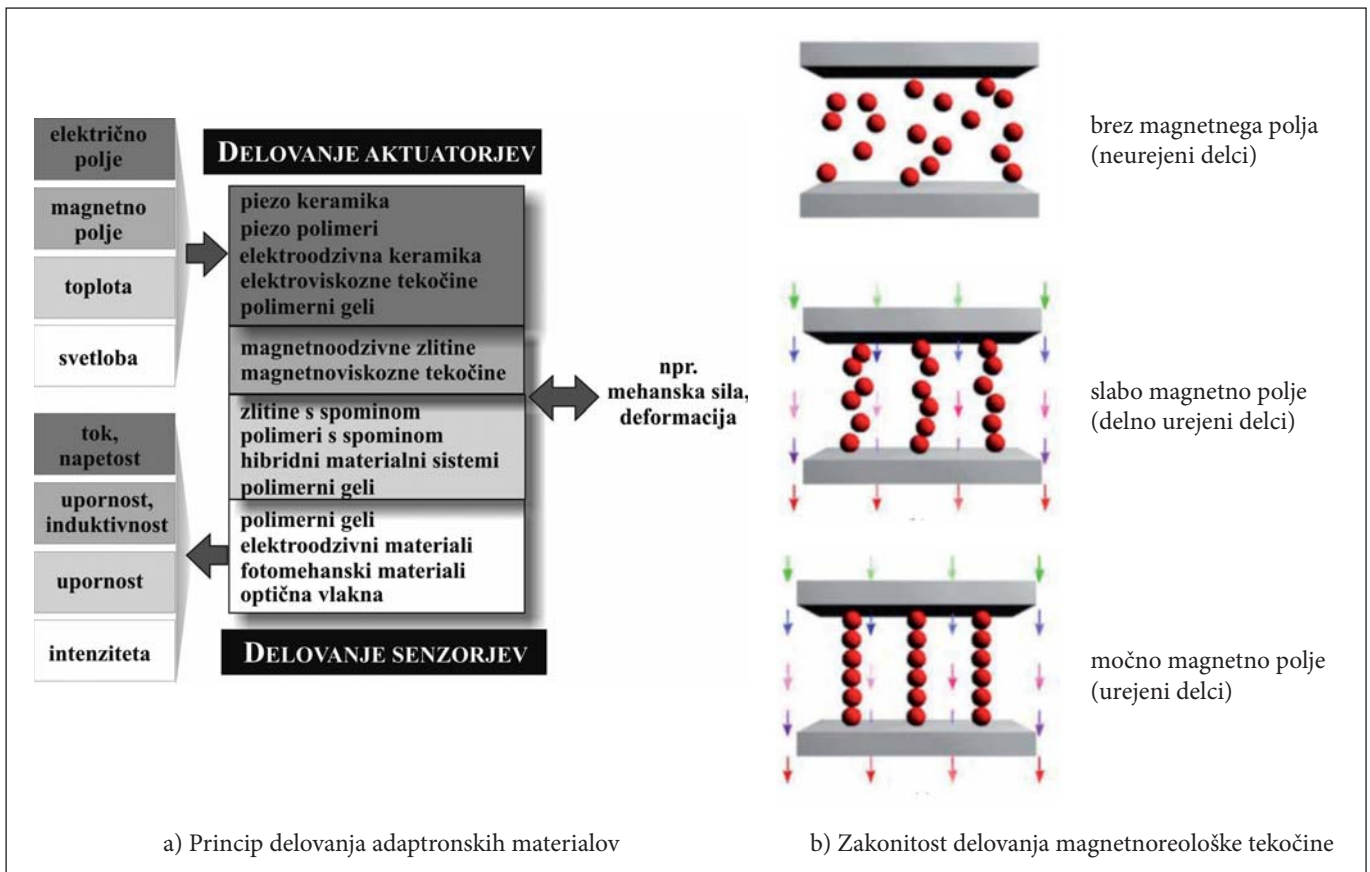 električno
polje
magnetno
polje
toplota
svetloba
tok,
napetost
upornost,
induktivnost
upornost
intenziteta
DELOVANJE AKTUATORJEV
piezo keramika
piezo polimeri
elektroodzivna keramika
elektroviskozne tekočine
polimerni geli
magnetnoodzivne zlitine
magnetnoviskozne tekočine
zlitine s spominom
polimeri s spominom
hibridni materialni sistemi
polimerni geli
polimerni geli
elektroodzivni materiali
fotomehanski materiali
optična vlakna
DELOVANJE SENZORJEV
npr.
mehanska sila,
deformacija
a) Princip delovanja adaptronskih materialov
brez magnetnega polja
(neurejeni delci)
slabo magnetno polje
(delno urejeni delci)
močno magnetno polje
(urejeni delci)
b) Zakonitost delovanja magnetnoreološke tekočine